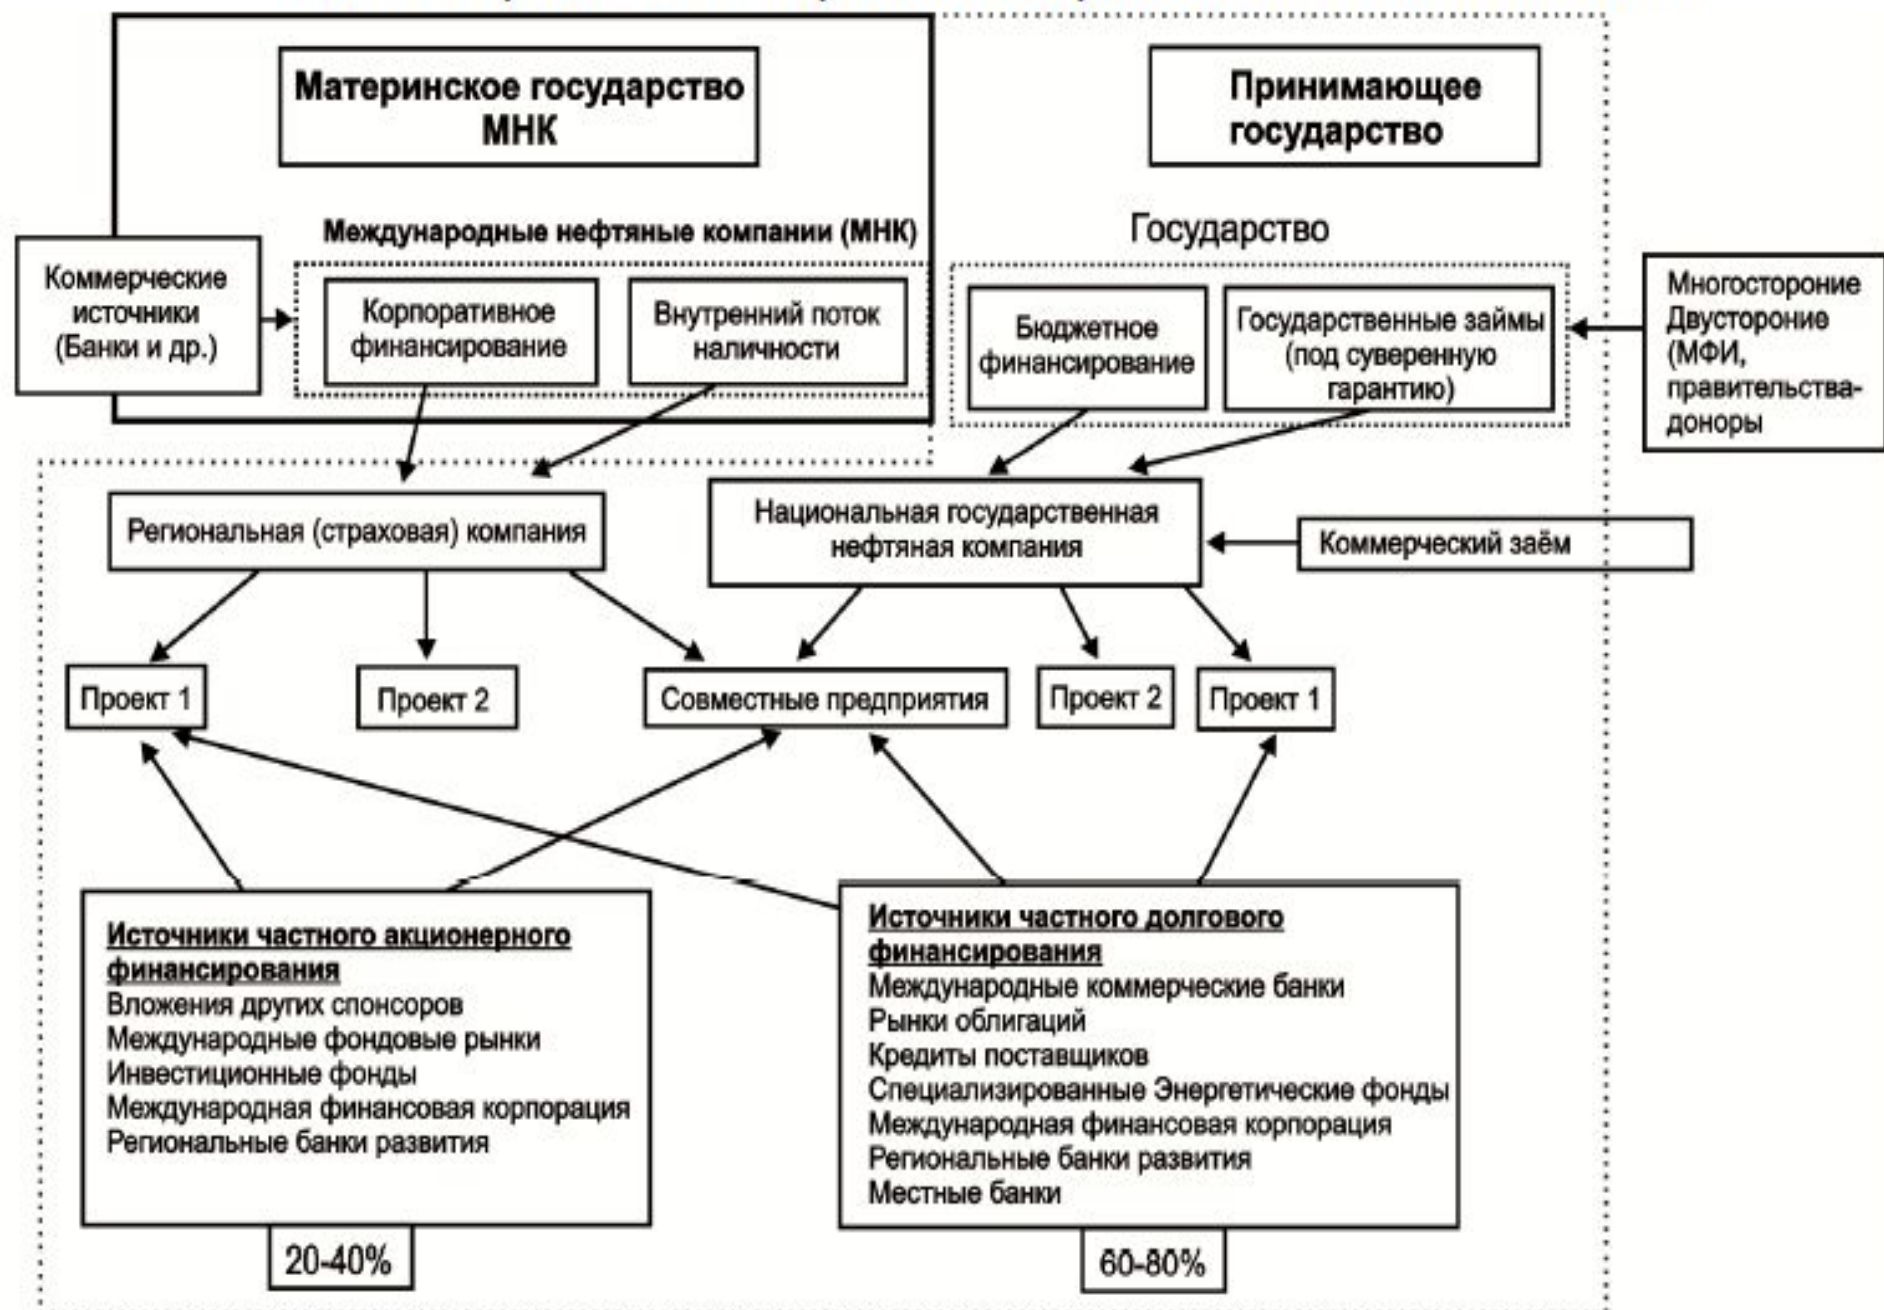 Материнское государство
МНК
Принимающее
государство
Международные нефтяные компании (МНК)
Государство
Коммерческие
источники
(Банки и др.)
Корпоративное
финансирование
Внутренний поток
наличности
Бюджетное
финансирование
Государственные займы
(под суверенную
гарантию)
Многостороние
Двустороние
(МФИ,
правительства-
доноры
Региональная (страховая) компания
Национальная государственная
нефтяная компания
Коммерческий заём
Проект 1
Проект 2
Совместные предприятия
Проект 2
Проект 1
Источники частного акционерного
финансирования
Вложения других спонсоров
Международные фондовые рынки
Инвестиционные фонды
Международная финансовая корпорация
Региональные банки развития
20-40%
Источники частного долгового
финансирования
Международные коммерческие банки
Рынки облигаций
Кредиты поставщиков
Специализированные Энергетические фонды
Международная финансовая корпорация
Региональные банки развития
Местные банки
60-80%